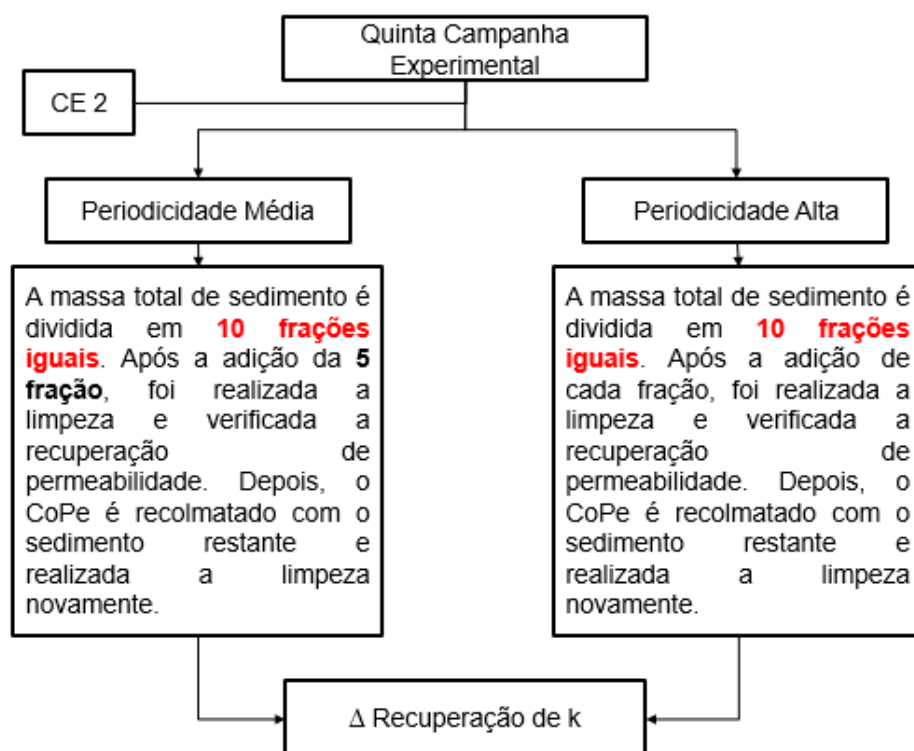 Quinta Campanha
Experimental
CE 2
Periodicidade Média
Periodicidade Alta
A massa total de sedimento é
dividida em 10 frações
iguais. Após a adição da 5
fração, foi realizada a
limpeza e verificada a
recuperação de
permeabilidade. Depois, o
CoPe é recolmatado com o
sedimento restante e
realizada a limpeza
novamente.
A massa total de sedimento é
dividida em 10 frações
iguais. Após a adição de
cada fração, foi realizada a
limpeza e verificada a
recuperação de
permeabilidade. Depois, o
CoPe é recolmatado com o
sedimento restante e
realizada a limpeza
novamente.
Δ Recuperação de k